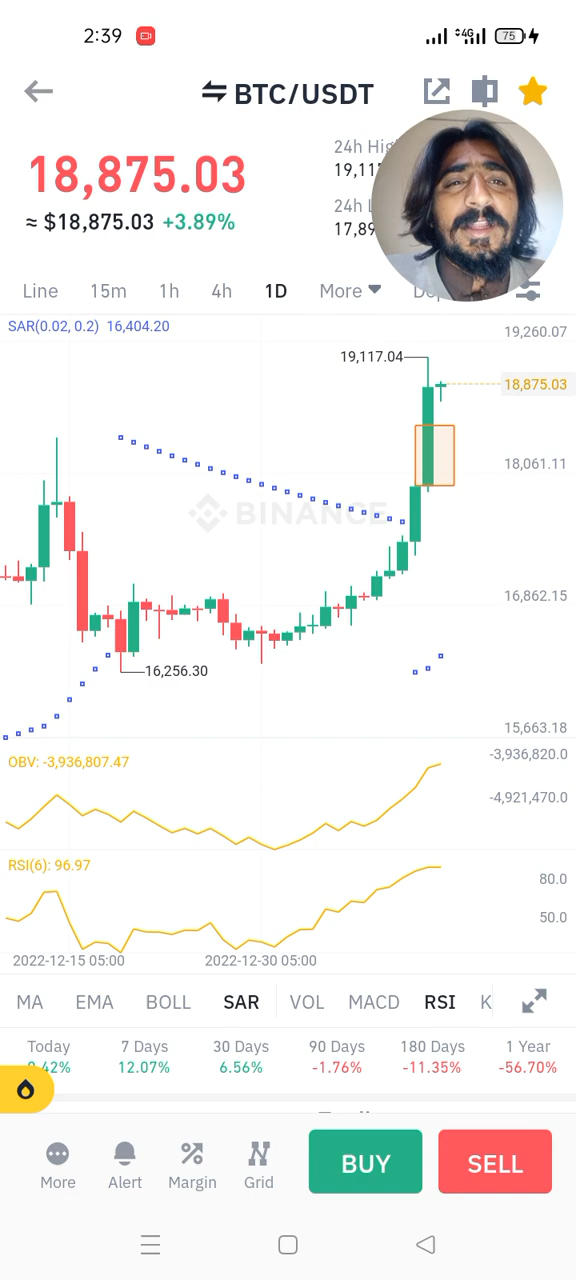 2:39 4G 75
BTC/USDT
18,875.03
≈ $18,875.03 +3.89%
24h
19,11
24h
17,89
Line 15m 1h 4h 1D More
SAR(0.02, 0.2) 16,404.20
19,260.07
19,117.04
18,875.03
18,061.11
BINANCE
16,862.15
16,256.30
15,663.18
OBV: -3,936,807.47
-3,936,820.0
-4,921,470.0
RSI(6): 96.97
80.0
50.0
2022-12-15 05:00 2022-12-30 05:00
MA EMA BOLL SAR VOL MACD RSI K
Today 7 Days 30 Days 90 Days 180 Days 1 Year
.42% 12.07% 6.56% -1.76% -11.35% -56.70%
More Alert Margin Grid BUY SELL